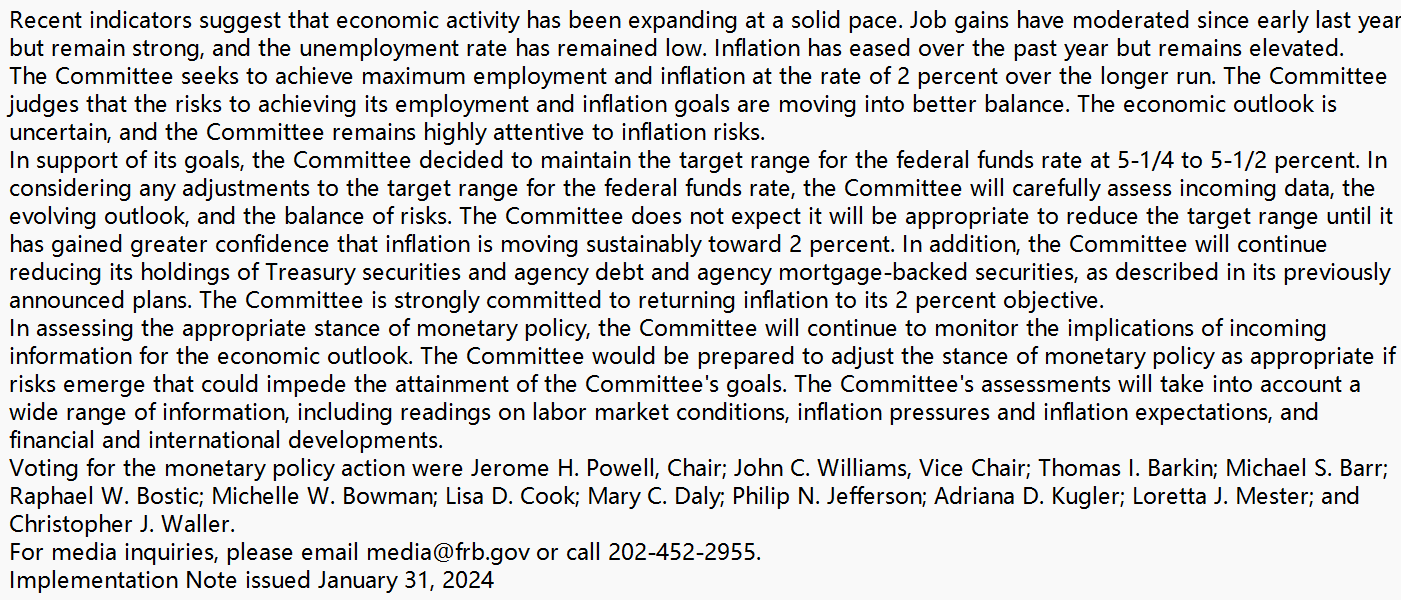 Recent indicators suggest that economic activity has been expanding at a solid pace. Job gains have moderated since early last year
but remain strong, and the unemployment rate has remained low. Inflation has eased over the past year but remains elevated.
The Committee seeks to achieve maximum employment and inflation at the rate of 2 percent over the longer run. The Committee
judges that the risks to achieving its employment and inflation goals are moving into better balance. The economic outlook is
uncertain, and the Committee remains highly attentive to inflation risks.
In support of its goals, the Committee decided to maintain the target range for the federal funds rate at 5-1/4 to 5-1/2 percent. In
considering any adjustments to the target range for the federal funds rate, the Committee will carefully assess incoming data, the
evolving outlook, and the balance of risks. The Committee does not expect it will be appropriate to reduce the target range until it
has gained greater confidence that inflation is moving sustainably toward 2 percent. In addition, the Committee will continue
reducing its holdings of Treasury securities and agency debt and agency mortgage-backed securities, as described in its previously
announced plans. The Committee is strongly committed to returning inflation to its 2 percent objective.
In assessing the appropriate stance of monetary policy, the Committee will continue to monitor the implications of incoming
information for the economic outlook. The Committee would be prepared to adjust the stance of monetary policy as appropriate if
risks emerge that could impede the attainment of the Committee's goals. The Committee's assessments will take into account a
wide range of information, including readings on labor market conditions, inflation pressures and inflation expectations, and
financial and international developments.
Voting for the monetary policy action were Jerome H. Powell, Chair; John C. Williams, Vice Chair; Thomas I. Barkin; Michael S. Barr;
Raphael W. Bostic; Michelle W. Bowman; Lisa D. Cook; Mary C. Daly; Philip N. Jefferson; Adriana D. Kugler; Loretta J. Mester; and
Christopher J. Waller.
For media inquiries, please email media@frb.gov or call 202-452-2955.
Implementation Note issued January 31, 2024